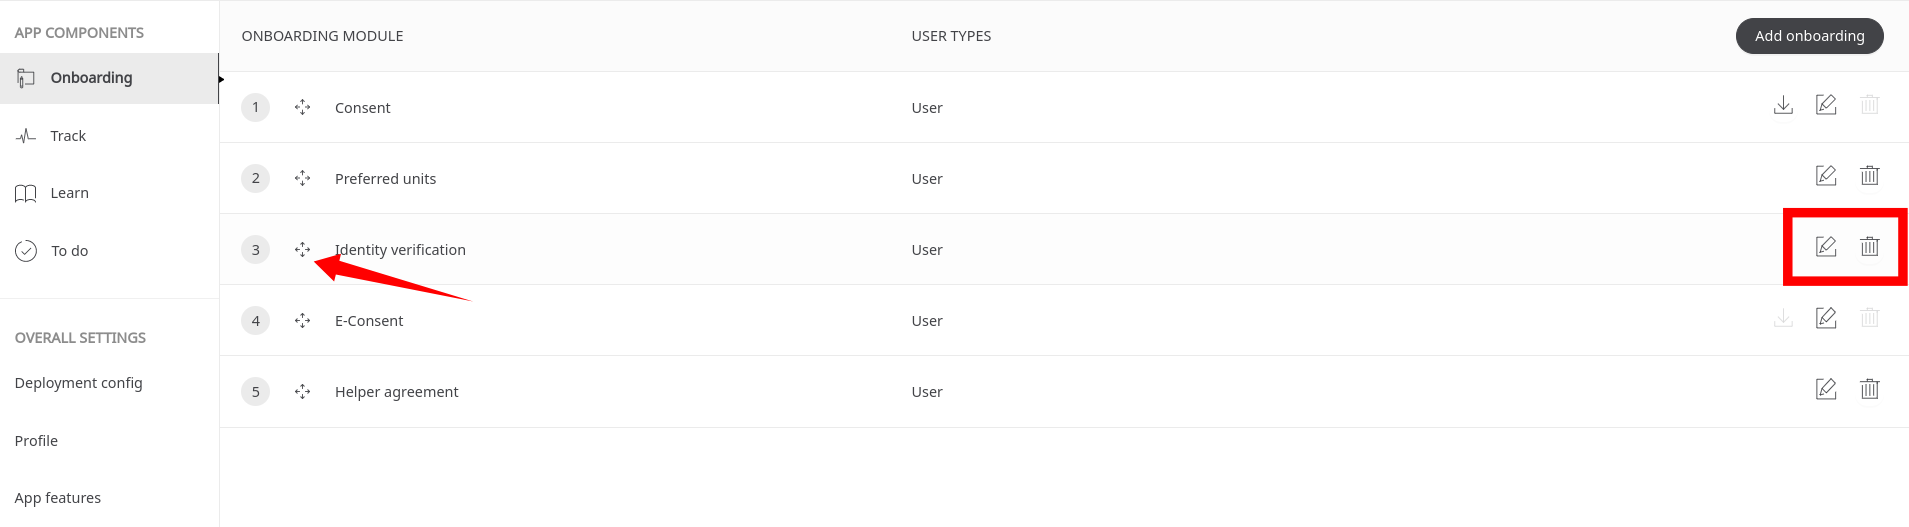 APP COMPONENTS
Onboarding
Track
Learn
To do
OVERALL SETTINGS
Deployment config
Profile
App features
ONBOARDING MODULE USER TYPES Add onboarding
1 Consent User
2 Preferred units User
3 Identity verification User
4 E-Consent User
5 Helper agreement User